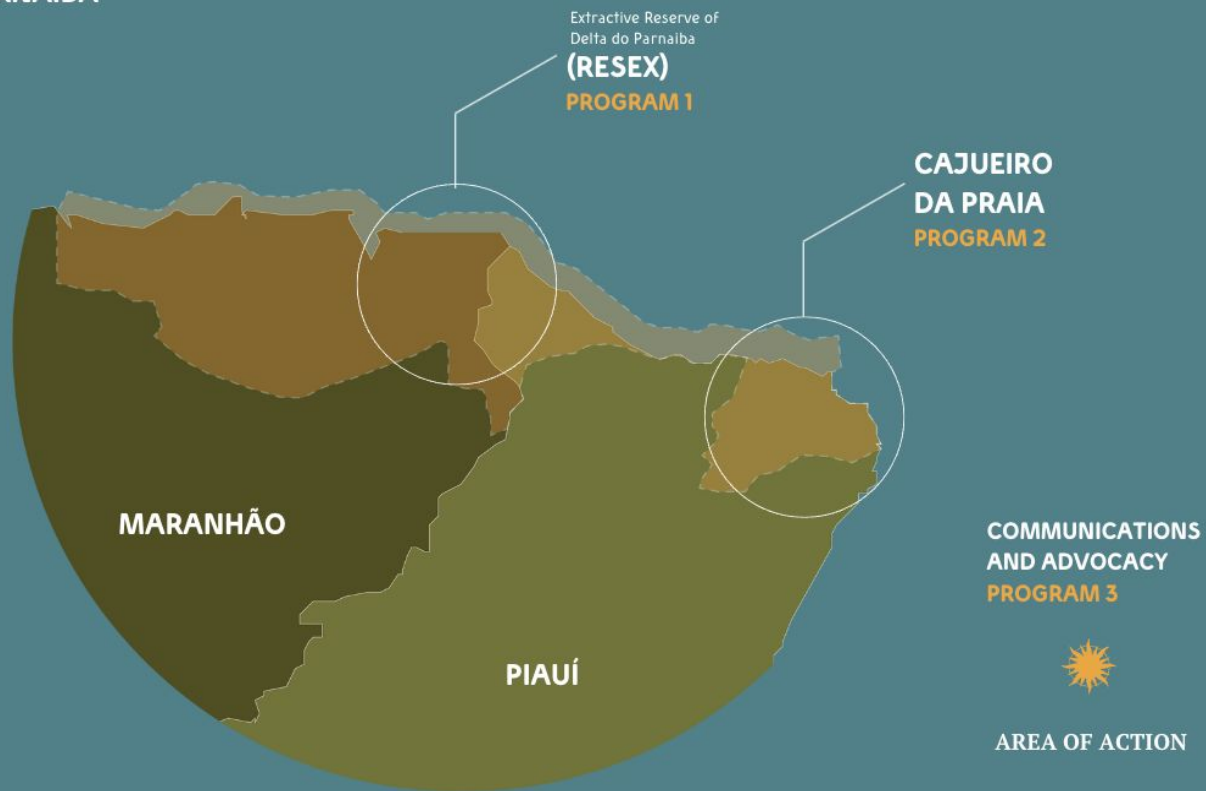 Extractive Reserve of
Delta do Parnaiba
(RESEX)
PROGRAM 1
CAJUEIRO
DA PRAIA
PROGRAM 2
MARANHÃO
PIAUÍ
COMMUNICATIONS
AND ADVOCACY
PROGRAM 3
AREA OF ACTION